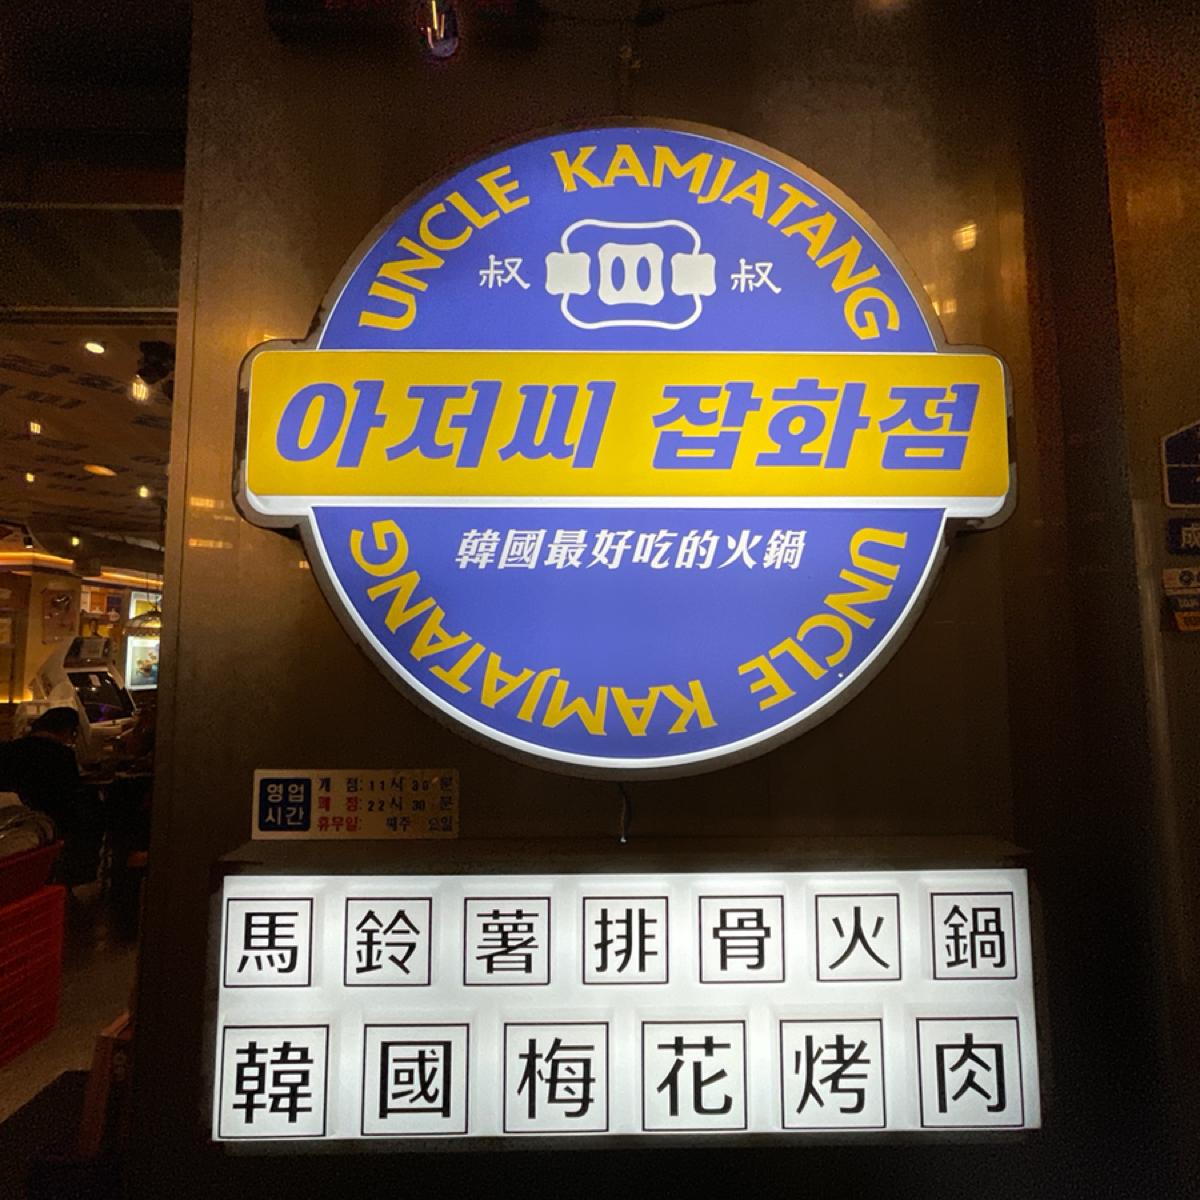 UNCLE KAMJATANG
叔 叔
아저씨 잡화점
韓國最好吃的火鍋
UNCLE KAMJATANG
영업시간
개 점: 11시 30 분
폐 점: 22시 30 분
휴무일: 매주
馬鈴薯排骨火鍋
韓國梅花烤肉